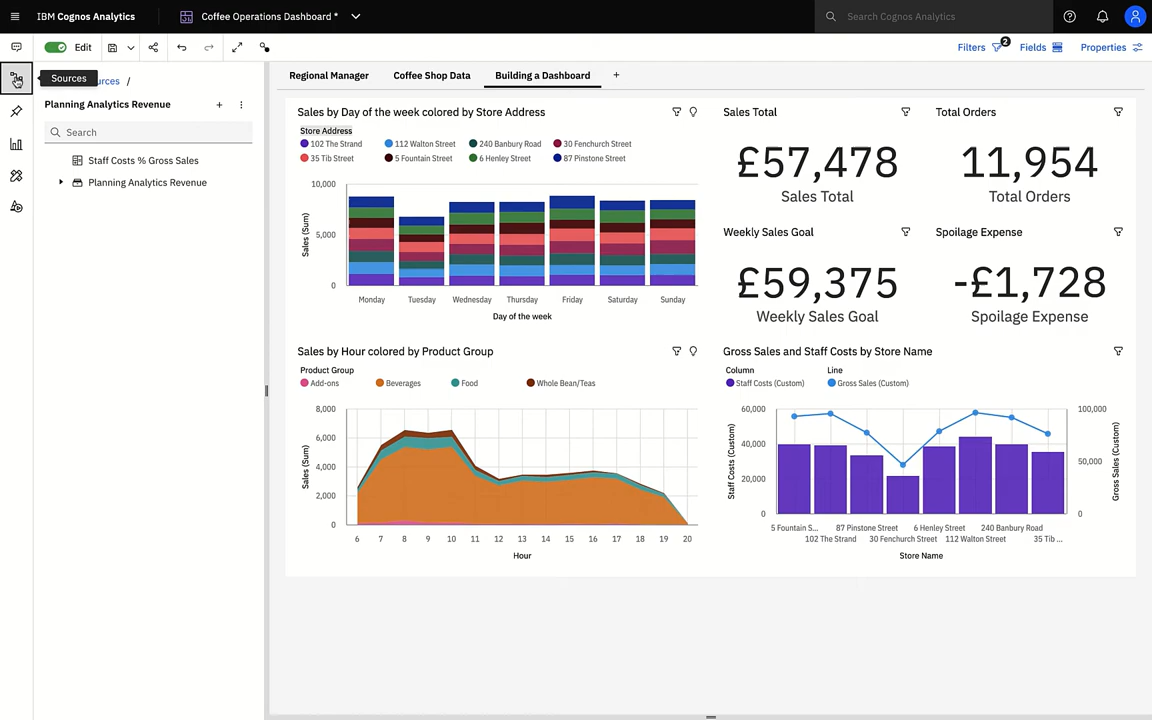 IBM Cognos Analytics
Coffee Operations Dashboard *
Search Cognos Analytics
Edit
Filters 2
Fields
Properties
Sources
urces /
Planning Analytics Revenue
Search
Staff Costs % Gross Sales
Planning Analytics Revenue
Regional Manager
Coffee Shop Data
Building a Dashboard
Sales by Day of the week colored by Store Address
Store Address
102 The Strand
112 Walton Street
240 Banbury Road
30 Fenchurch Street
35 Tib Street
5 Fountain Street
6 Henley Street
87 Pinstone Street
Sales (Sum)
10,000
5,000
0
Monday
Tuesday
Wednesday
Thursday
Friday
Saturday
Sunday
Day of the week
Sales Total
£57,478
Sales Total
Total Orders
11,954
Total Orders
Weekly Sales Goal
£59,375
Weekly Sales Goal
Spoilage Expense
-£1,728
Spoilage Expense
Sales by Hour colored by Product Group
Product Group
Add-ons
Beverages
Food
Whole Bean/Teas
Sales (Sum)
8,000
6,000
4,000
2,000
0
6 7 8 9 10 11 12 13 14 15 16 17 18 19 20
Hour
Gross Sales and Staff Costs by Store Name
Column
Staff Costs (Custom)
Line
Gross Sales (Custom)
Staff Costs (Custom)
60,000
40,000
20,000
0
100,000
50,000
0
Gross Sales (Custom)
5 Fountain S...
87 Pinstone Street
6 Henley Street
240 Banbury Road
102 The Strand
30 Fenchurch Street
112 Walton Street
35 Tib ...
Store Name